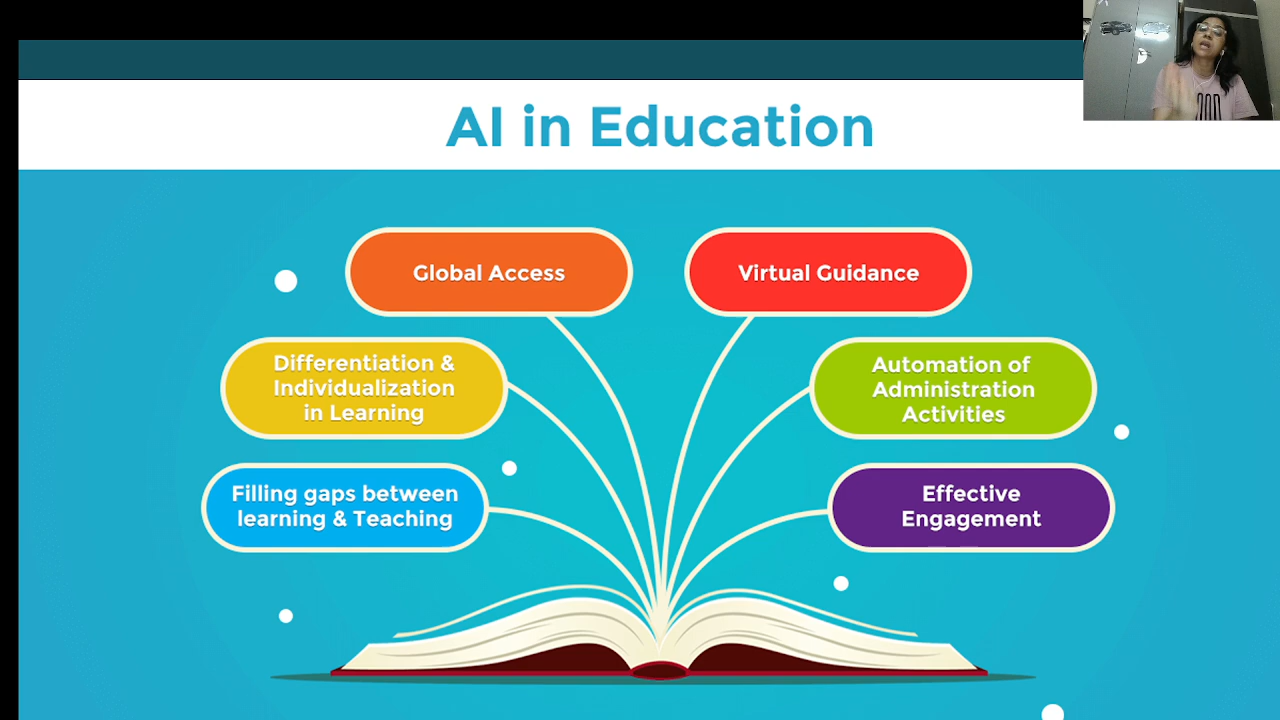 AI in Education
Global Access
Virtual Guidance
Differentiation &
Individualization
in Learning
Automation of
Administration
Activities
Filling gaps between
learning & Teaching
Effective
Engagement